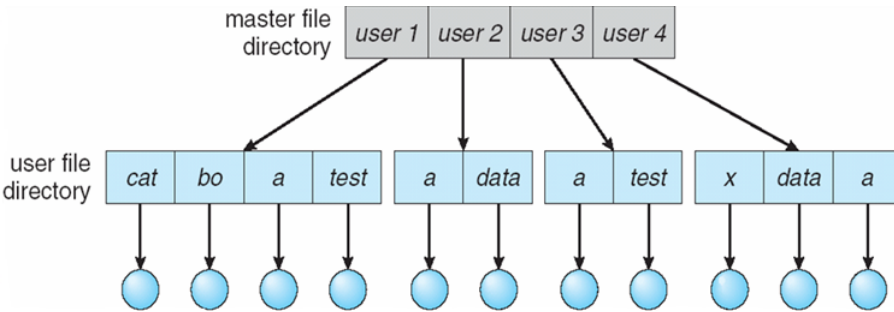 master file
directory
user 1 user 2 user 3 user 4
user file
directory
cat bo a test a data a test x data a